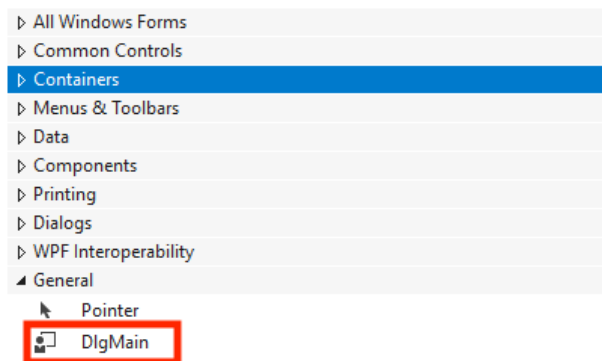 All Windows Forms
Common Controls
Containers
Menus & Toolbars
Data
Components
Printing
Dialogs
WPF Interoperability
General
Pointer
DlgMain